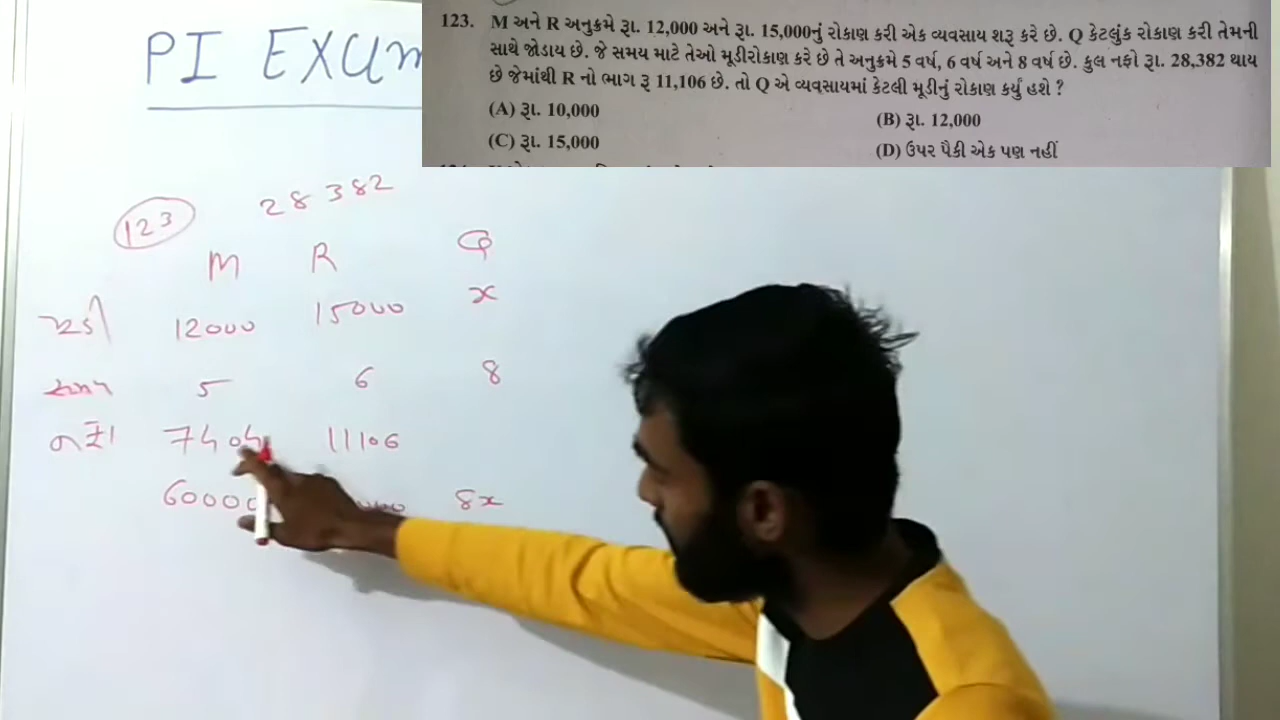 PI EXUM
123. M અને R અનુક્રમે રૂા. 12,000 અને રૂા. 15,000નું રોકાણ કરી એક વ્યવસાય શરૂ કરે છે. Q કેટલુંક રોકાણ કરી તેમની
સાથે જોડાય છે. જે સમય માટે તેઓ મૂડીરોકાણ કરે છે તે અનુક્રમે 5 વર્ષ, 6 વર્ષ અને 8 વર્ષ છે. કુલ નફો રૂા. 28,382 થાય
છે જેમાંથી R નો ભાગ રૂ 11,106 છે. તો Q એ વ્યવસાયમાં કેટલી મૂડીનું રોકાણ કર્યું હશે ?
(A) રૂા. 10,000
(B) રૂા. 12,000
(C) રૂા. 15,000
(D) ઉપર પૈકી એક પણ નહીં
123
28382
M R Q
12000 15000 x
5 6 8
11106
8x